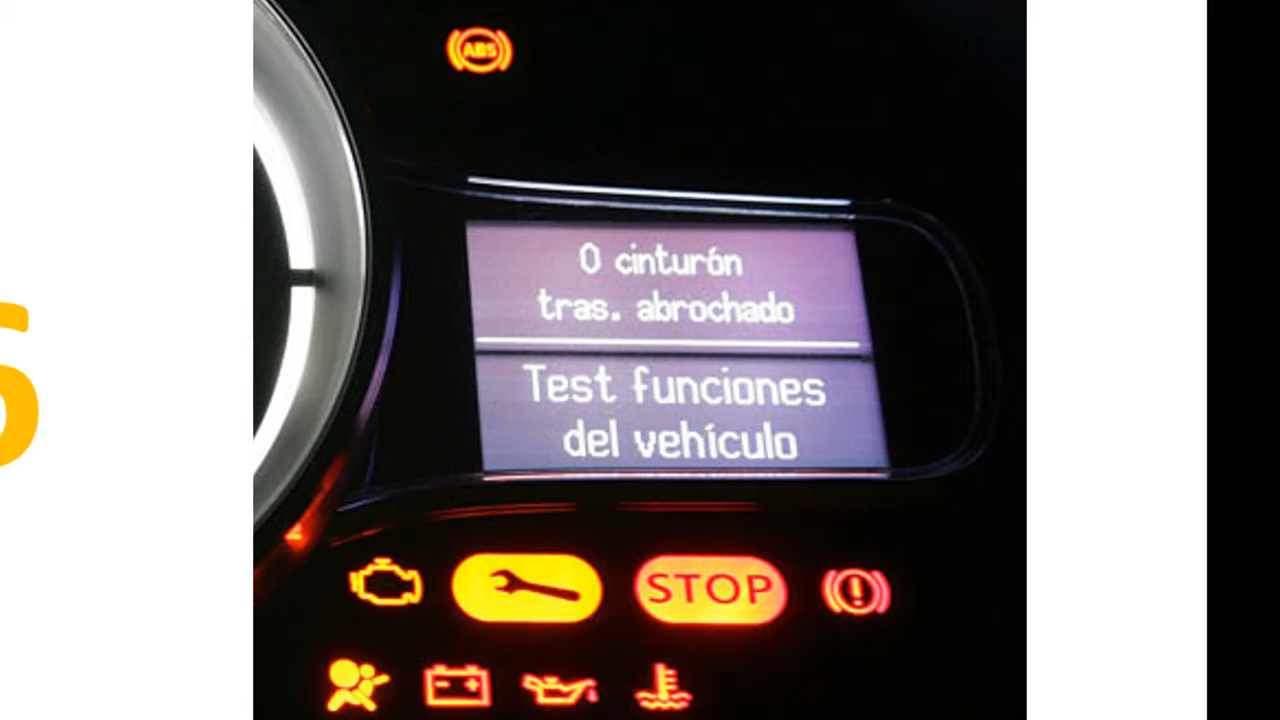 ABS
0 cinturón
tras. abrochado
Test funciones
del vehículo
STOP